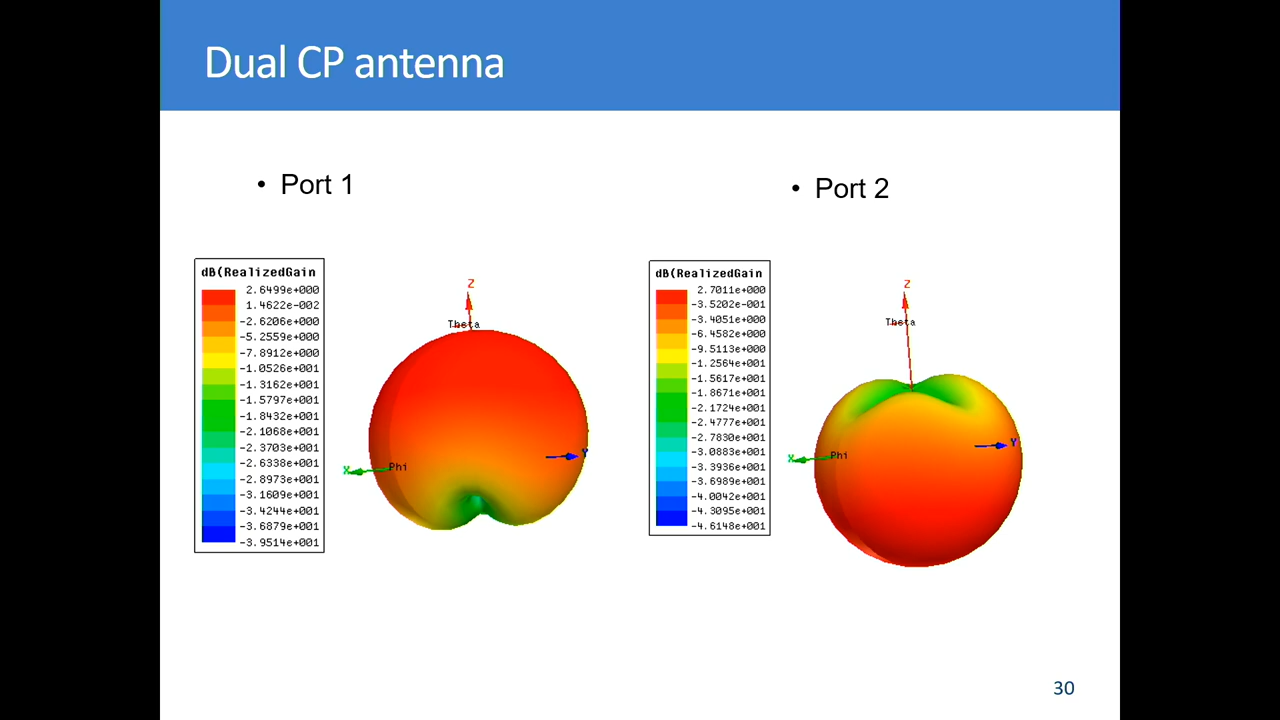 Dual CP antenna
• Port 1
• Port 2
dB(RealizedGain
2.6499e+000
1.4622e-002
-2.6206e+000
-5.2559e+000
-7.8912e+000
-1.0526e+001
-1.3162e+001
-1.5797e+001
-1.8432e+001
-2.1068e+001
-2.3703e+001
-2.6338e+001
-2.8973e+001
-3.1609e+001
-3.4244e+001
-3.6879e+001
-3.9514e+001
Z
Theta
X
Phi
Y
dB(RealizedGain
2.7011e+000
-3.5202e-001
-3.4051e+000
-6.4582e+000
-9.5113e+000
-1.2564e+001
-1.5617e+001
-1.8671e+001
-2.1724e+001
-2.4777e+001
-2.7830e+001
-3.0883e+001
-3.3936e+001
-3.6989e+001
-4.0042e+001
-4.3095e+001
-4.6148e+001
Z
Theta
X
Phi
Y
30